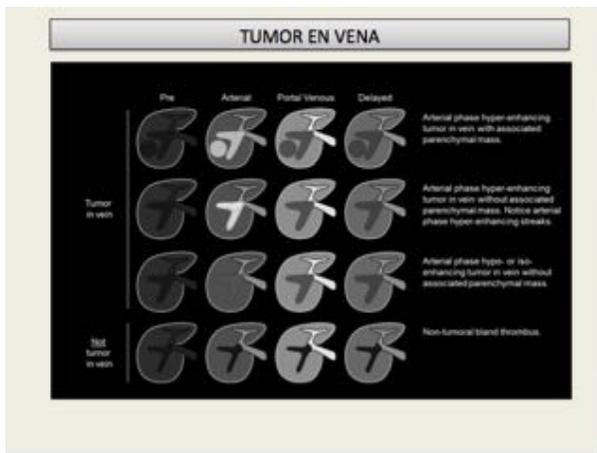 TUMOR EN VENA
Pre Arterial Portal Venous Delayed
Arterial phase hyper-enhancing
tumor in vein with associated
parenchymal mass.
Tumor
in vein
Arterial phase hyper-enhancing
tumor in vein without associated
parenchymal mass. Notice arterial
phase hyper-enhancing streaks.
Arterial phase hypo- or iso-
enhancing tumor in vein without
associated parenchymal mass.
Not
tumor
in vein
Non-tumoral bland thrombus.